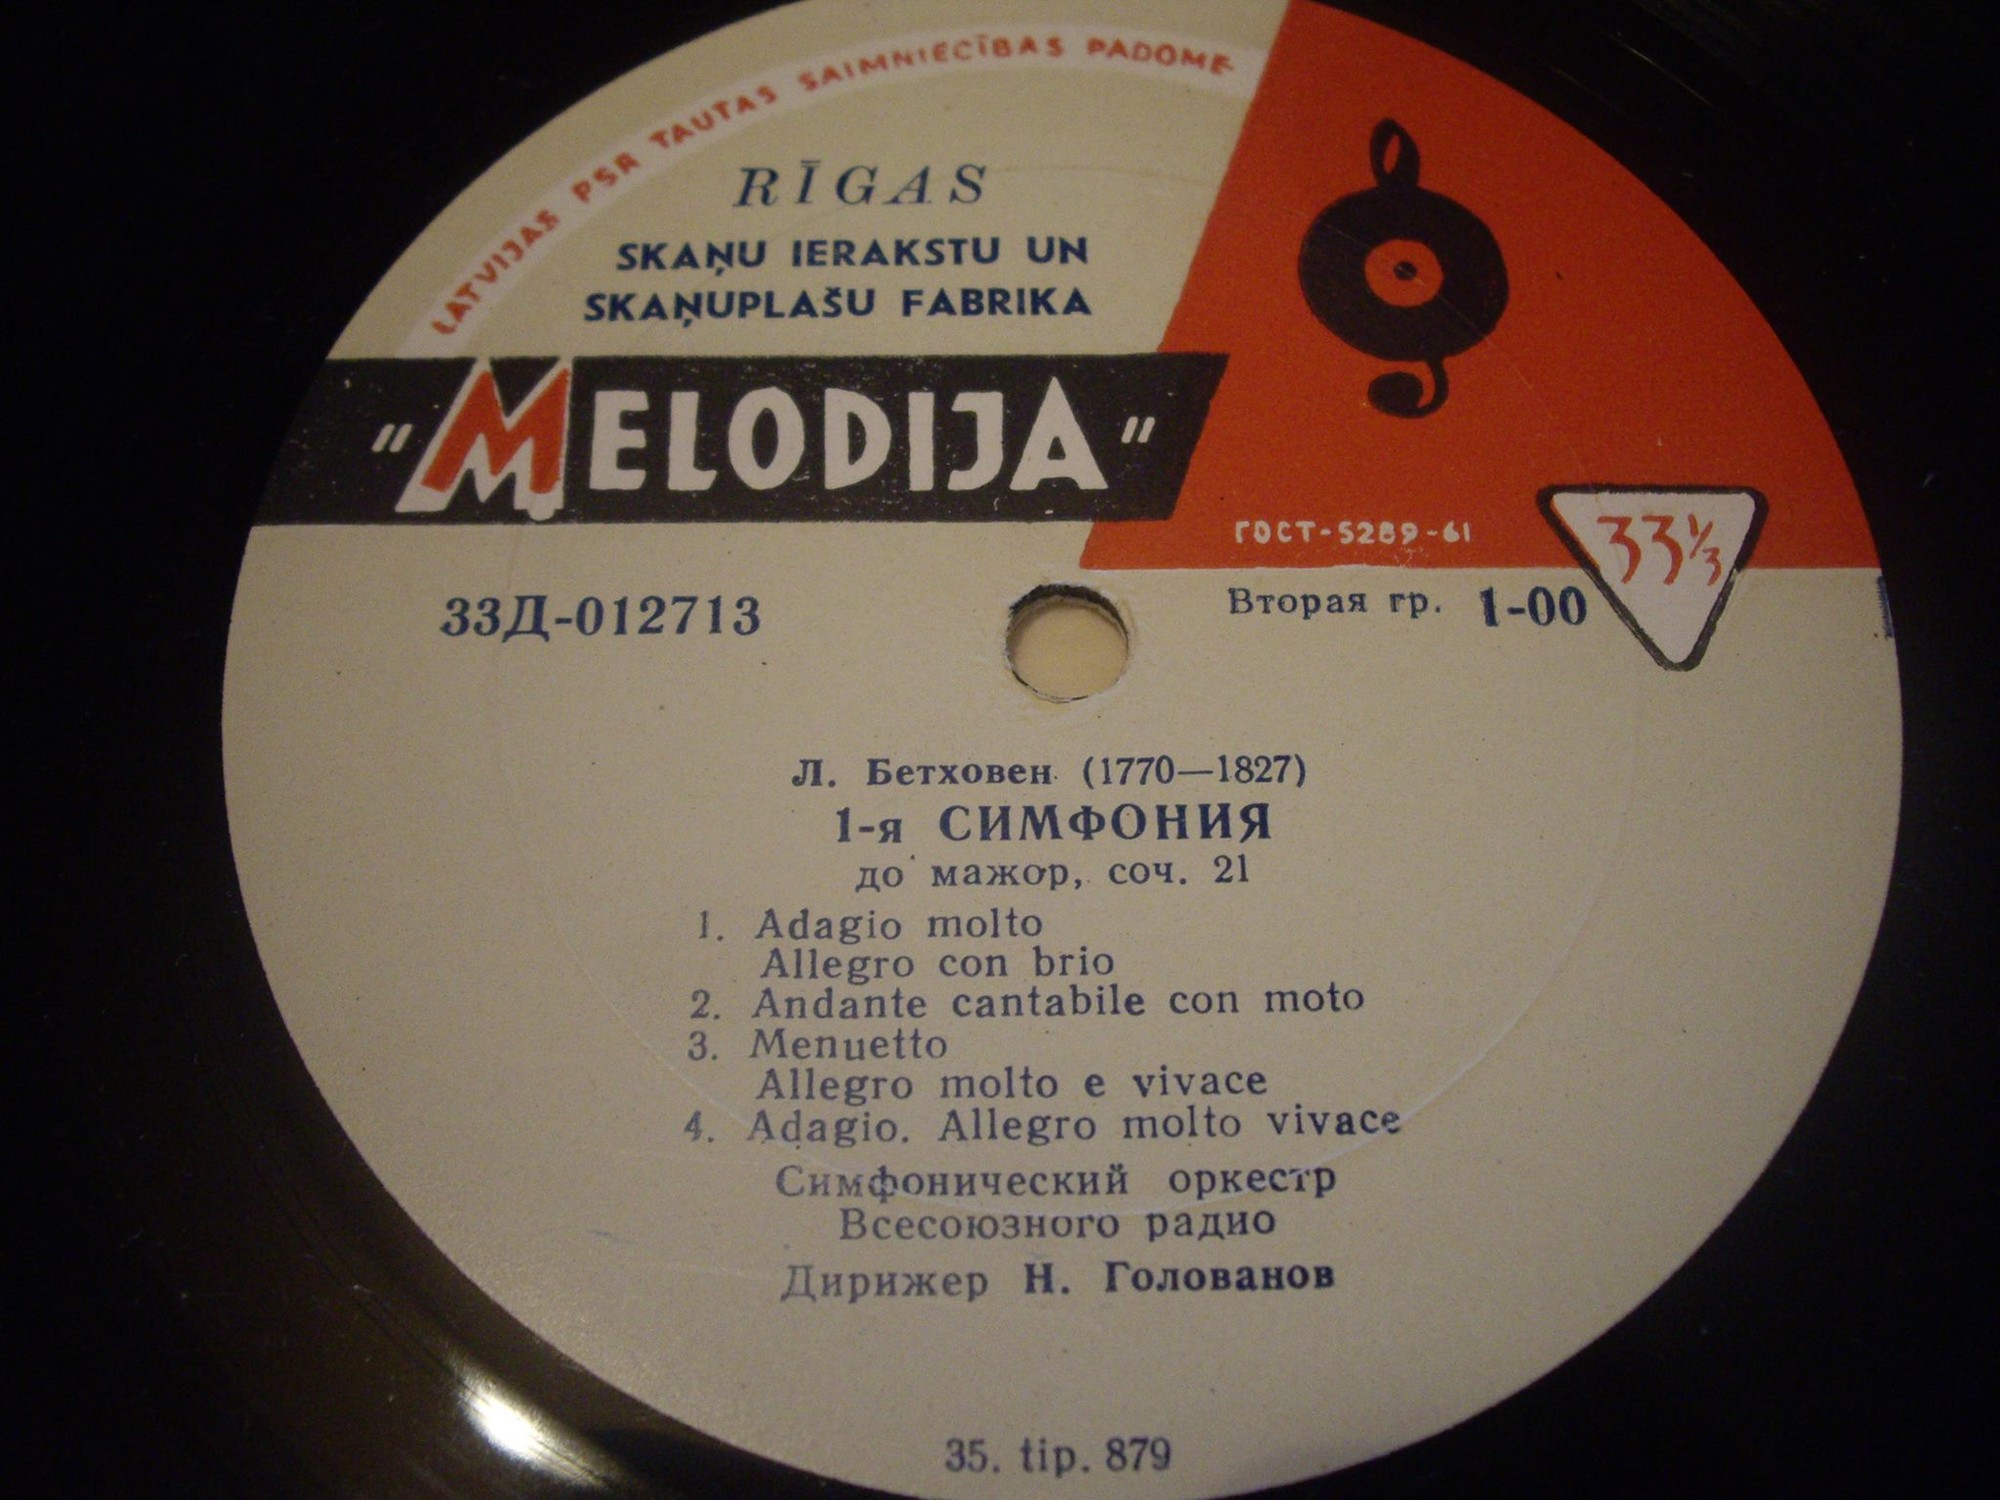 LATVIJAS PSR TAUTAS SAIMNIECĪBAS PADOME
RĪGAS
SKAŅU IERAKSTU UN
SKAŅUPLAŠU FABRIKA
"MELODIJA"
ГОСТ-5289-61
33⅓
33Д-012713
Вторая гр. 1-00
Л. Бетховен (1770—1827)
1-я СИМФОНИЯ
до мажор, соч. 21
1. Adagio molto
Allegro con brio
2. Andante cantabile con moto
3. Menuetto
Allegro molto e vivace
4. Adagio. Allegro molto vivace
Симфонический оркестр
Всесоюзного радио
Дирижер Н. Голованов
35. tip. 879